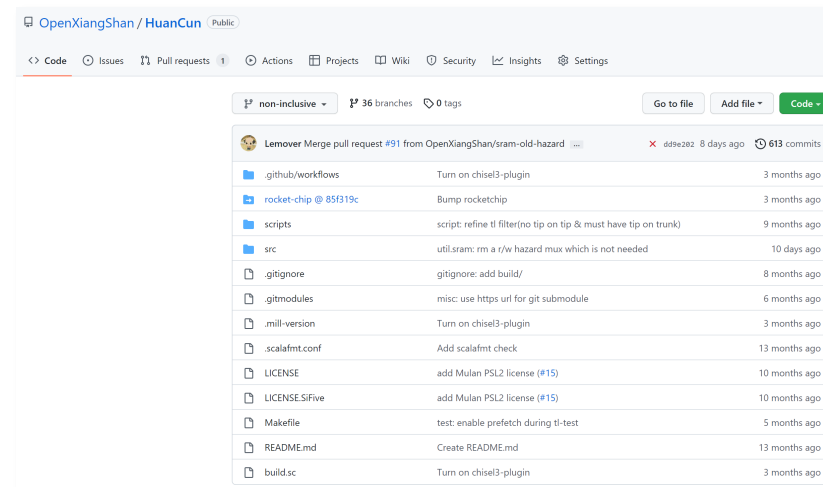 OpenXiangShan / HuanCun Public
Code Issues Pull requests 1 Actions Projects Wiki Security Insights Settings
non-inclusive 36 branches 0 tags Go to file Add file Code
Lemover Merge pull request #91 from OpenXiangShan/sram-old-hazard ... dd9e202 8 days ago 613 commits
.github/workflows Turn on chisel3-plugin 3 months ago
rocket-chip @ 85f319c Bump rocketchip 3 months ago
scripts script: refine tl filter(no tip on tip & must have tip on trunk) 9 months ago
src util.sram: rm a r/w hazard mux which is not needed 10 days ago
.gitignore gitignore: add build/ 8 months ago
.gitmodules misc: use https url for git submodule 6 months ago
.mill-version Turn on chisel3-plugin 3 months ago
.scalafmt.conf Add scalafmt check 13 months ago
LICENSE add Mulan PSL2 license (#15) 10 months ago
LICENSE.SiFive add Mulan PSL2 license (#15) 10 months ago
Makefile test: enable prefetch during tl-test 5 months ago
README.md Create README.md 13 months ago
build.sc Turn on chisel3-plugin 3 months ago